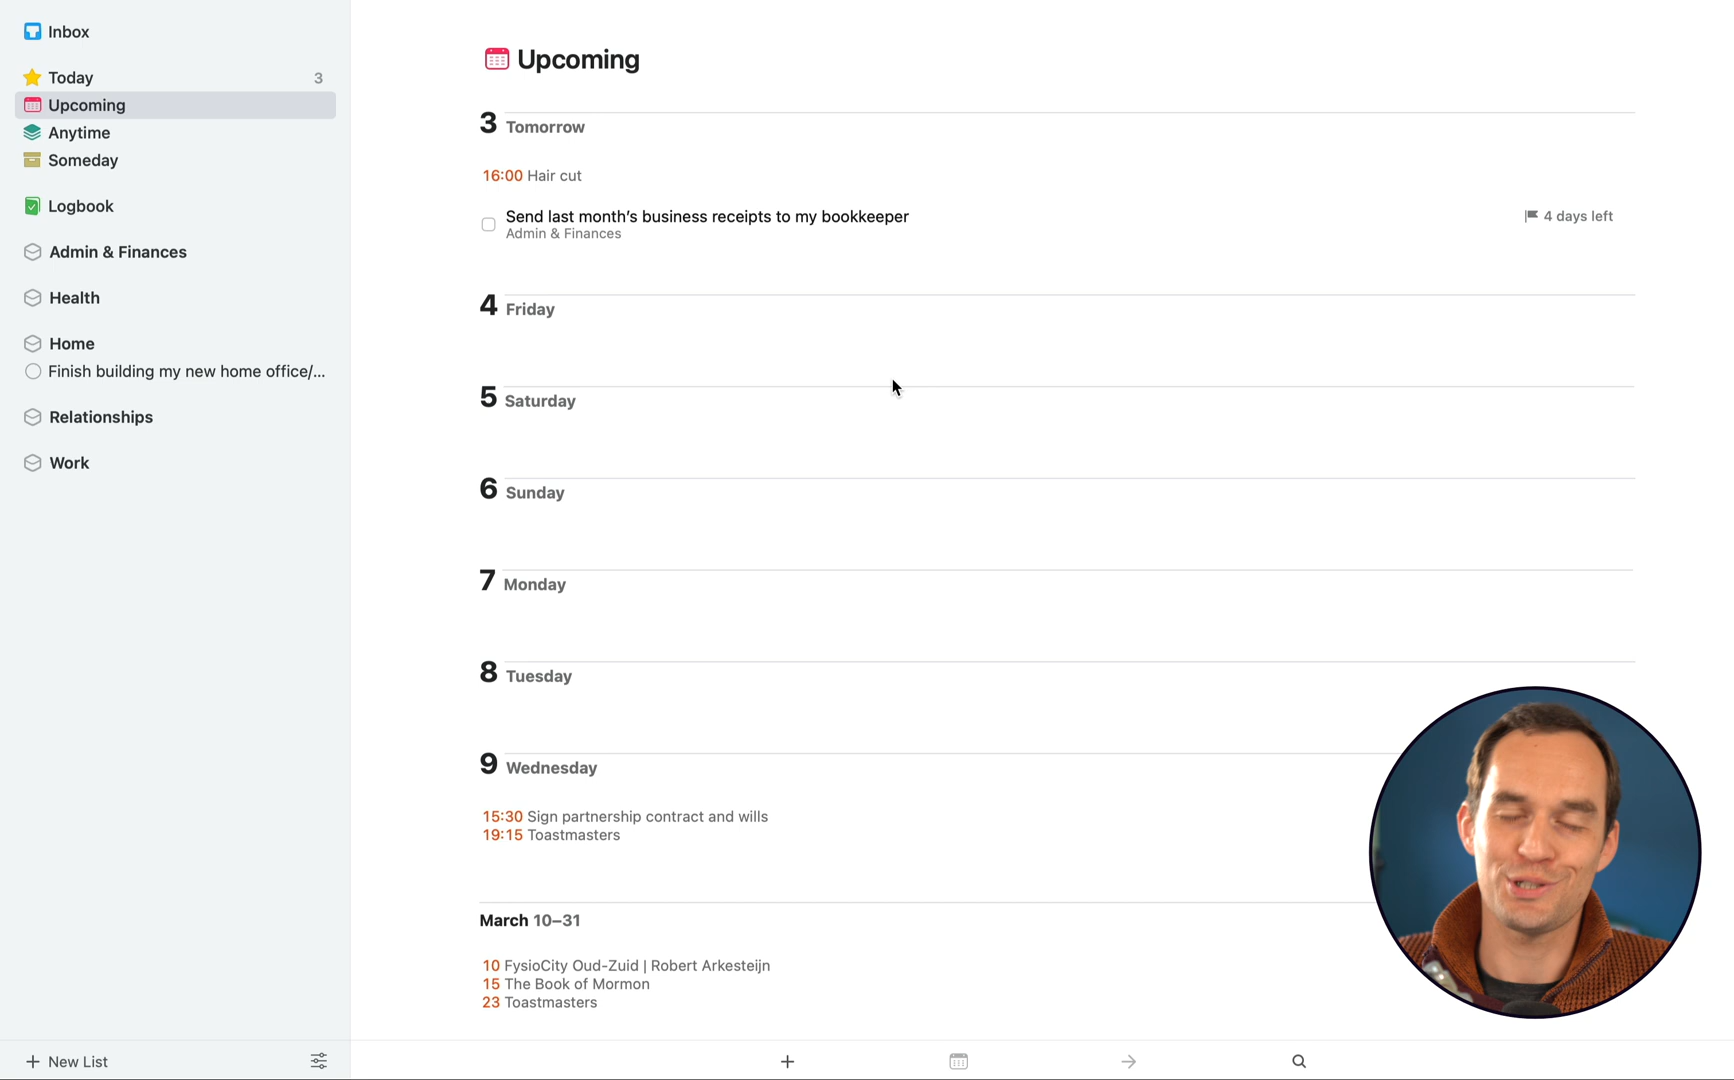 Inbox
Today 3
Upcoming
Anytime
Someday
Logbook
Admin & Finances
Health
Home
Finish building my new home office/...
Relationships
Work
New List
Upcoming
3 Tomorrow
16:00 Hair cut
Send last month's business receipts to my bookkeeper
4 days left
Admin & Finances
4 Friday
5 Saturday
6 Sunday
7 Monday
8 Tuesday
9 Wednesday
15:30 Sign partnership contract and wills
19:15 Toastmasters
March 10–31
10 FysioCity Oud-Zuid | Robert Arkesteijn
15 The Book of Mormon
23 Toastmasters